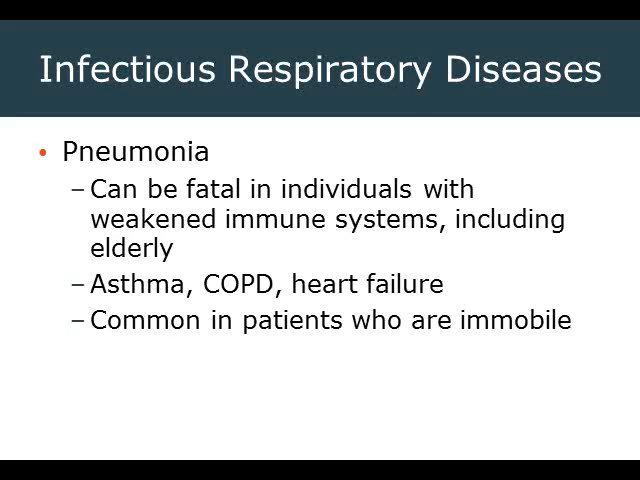 Infectious Respiratory Diseases
• Pneumonia
– Can be fatal in individuals with
weakened immune systems, including
elderly
– Asthma, COPD, heart failure
– Common in patients who are immobile